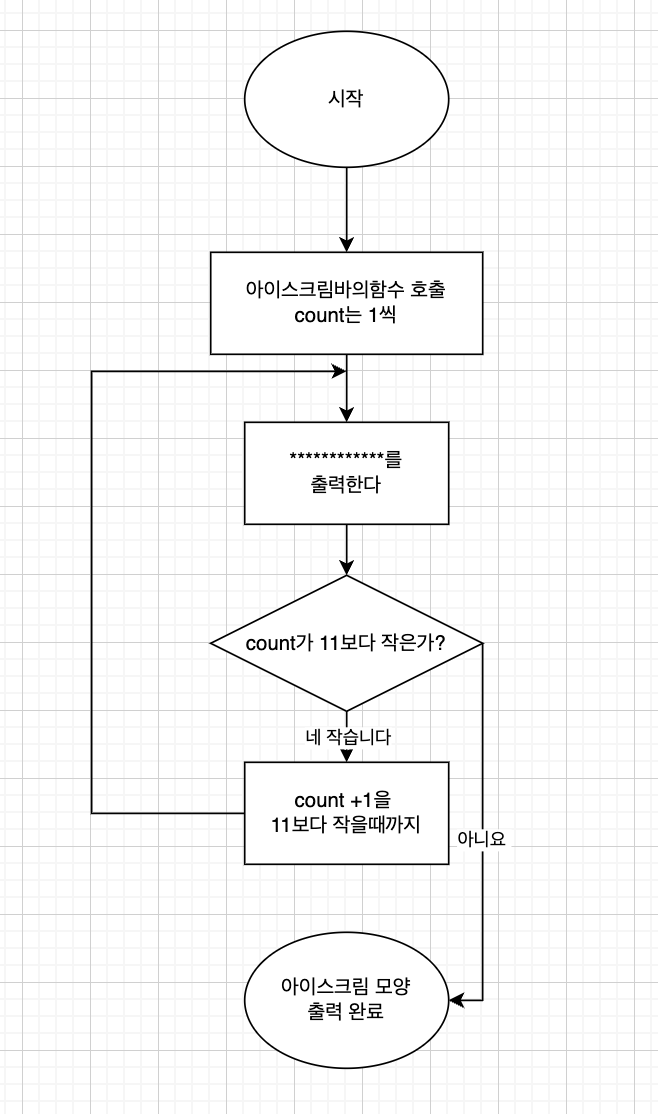 시작
아이스크림바의함수 호출
count는 1씩
************를
출력한다
count가 11보다 작은가?
네 작습니다
count +1을
11보다 작을때까지
아니요
아이스크림 모양
출력 완료